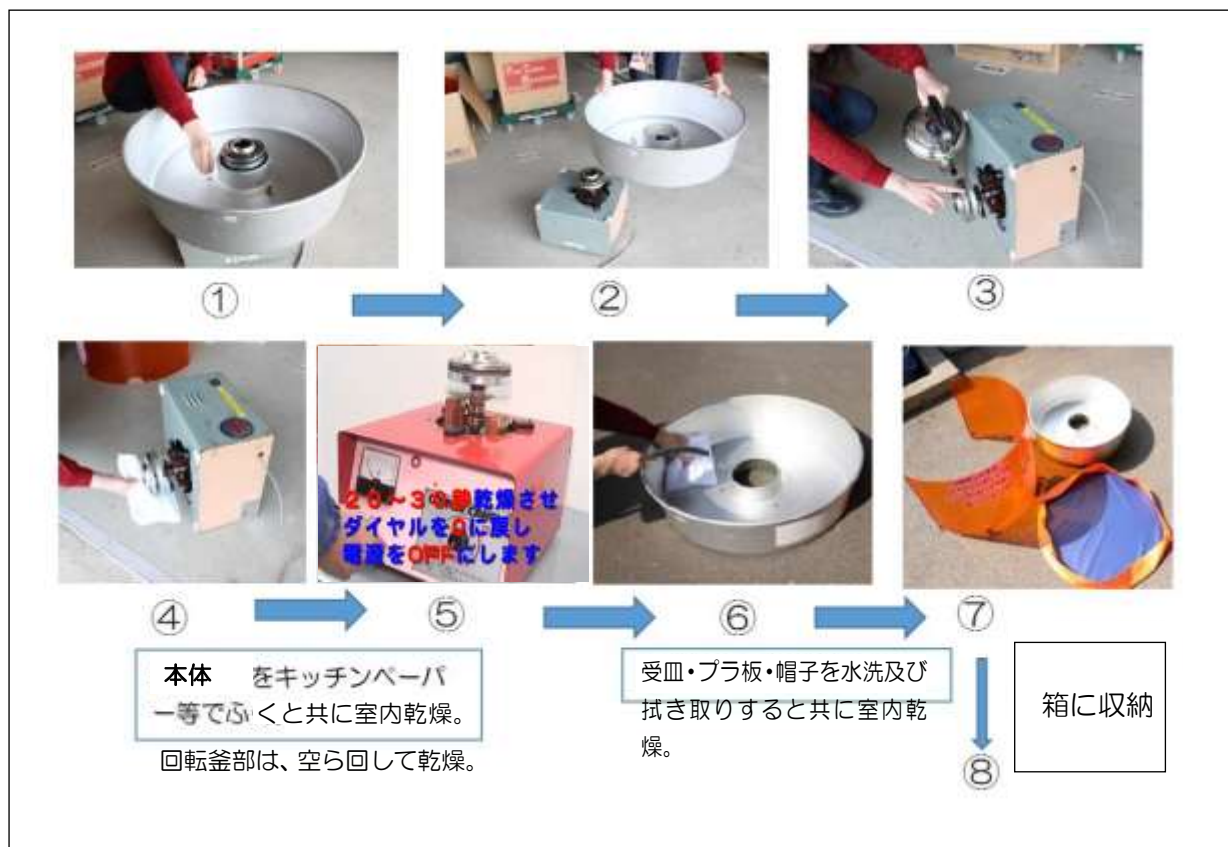 ①
②
③
20～30秒乾燥させ
ダイヤルを0に戻し
電源をOFFにします
④
⑤
⑥
⑦
本体 をキッチンペーパ
ー等でふくと共に室内乾燥。
回転釜部は、空ら回して乾燥。
受皿・プラ板・帽子を水洗及び
拭き取りすると共に室内乾
燥。
箱に収納
⑧